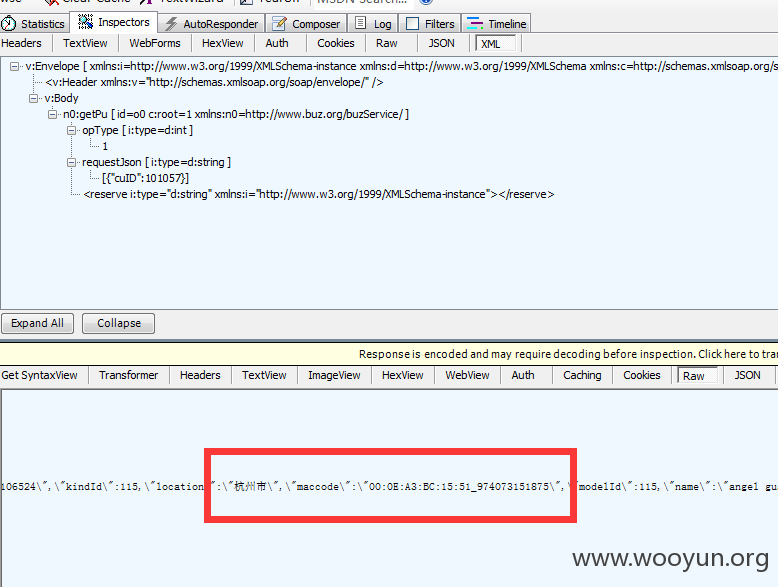 Statistics Inspectors AutoResponder Composer Log Filters Timeline
Headers TextView WebForms HexView Auth Cookies Raw JSON XML
v:Envelope [ xmlns:i=http://www.w3.org/1999/XMLSchema-instance xmlns:d=http://www.w3.org/1999/XMLSchema xmlns:c=http://schemas.xmlsoap.org/s
<v:Header xmlns:v="http://schemas.xmlsoap.org/soap/envelope/" />
v:Body
n0:getPu [ id=o0 c:root=1 xmlns:n0=http://www.buz.org/buzService/ ]
opType [ i:type=d:int ]
1
requestJson [ i:type=d:string ]
[{"cuID":101057}]
<reserve i:type="d:string" xmlns:i="http://www.w3.org/1999/XMLSchema-instance"></reserve>
Expand All Collapse
Response is encoded and may require decoding before inspection. Click here to tran
Get SyntaxView Transformer Headers TextView ImageView HexView WebView Auth Caching Cookies Raw JSON
106524\",\"kindId\":115,\"location\":\"杭州市\",\"maccode\":\"00:0E:A3:BC:15:51_974073151875\",\"modelId\":115,\"name\":\"angel gua
www.wooyun.org